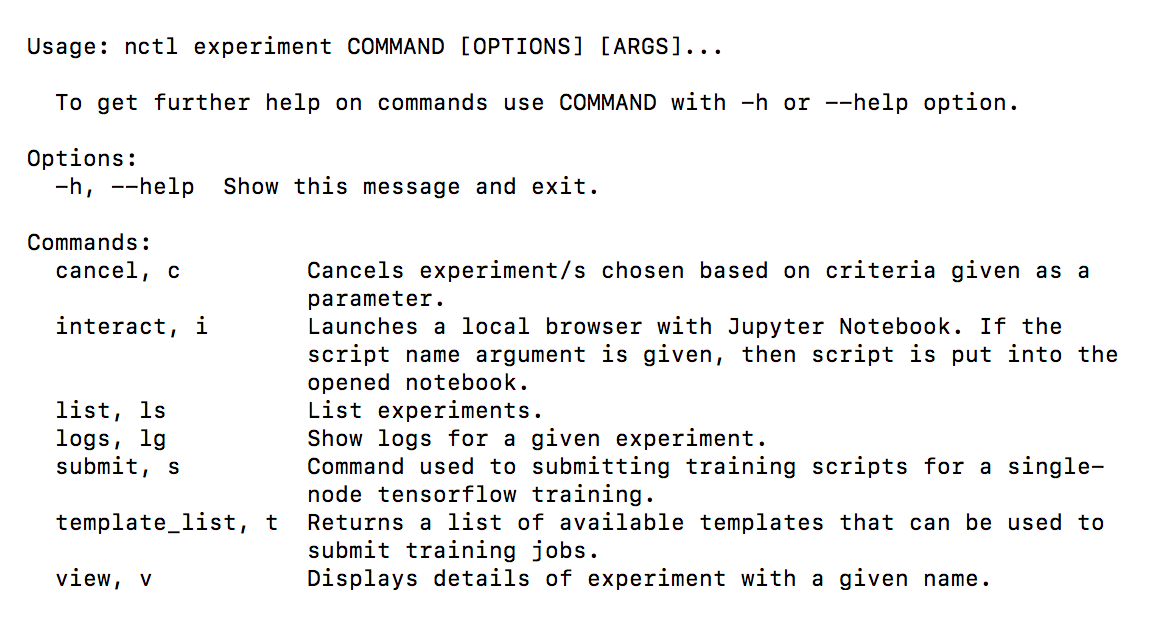 Usage: nctl experiment COMMAND [OPTIONS] [ARGS]...
To get further help on commands use COMMAND with -h or --help option.
Options:
-h, --help  Show this message and exit.
Commands:
cancel, c         Cancels experiment/s chosen based on criteria given as a
parameter.
interact, i       Launches a local browser with Jupyter Notebook. If the
script name argument is given, then script is put into the
opened notebook.
list, ls          List experiments.
logs, lg          Show logs for a given experiment.
submit, s         Command used to submitting training scripts for a single-
node tensorflow training.
template_list, t  Returns a list of available templates that can be used to
submit training jobs.
view, v           Displays details of experiment with a given name.